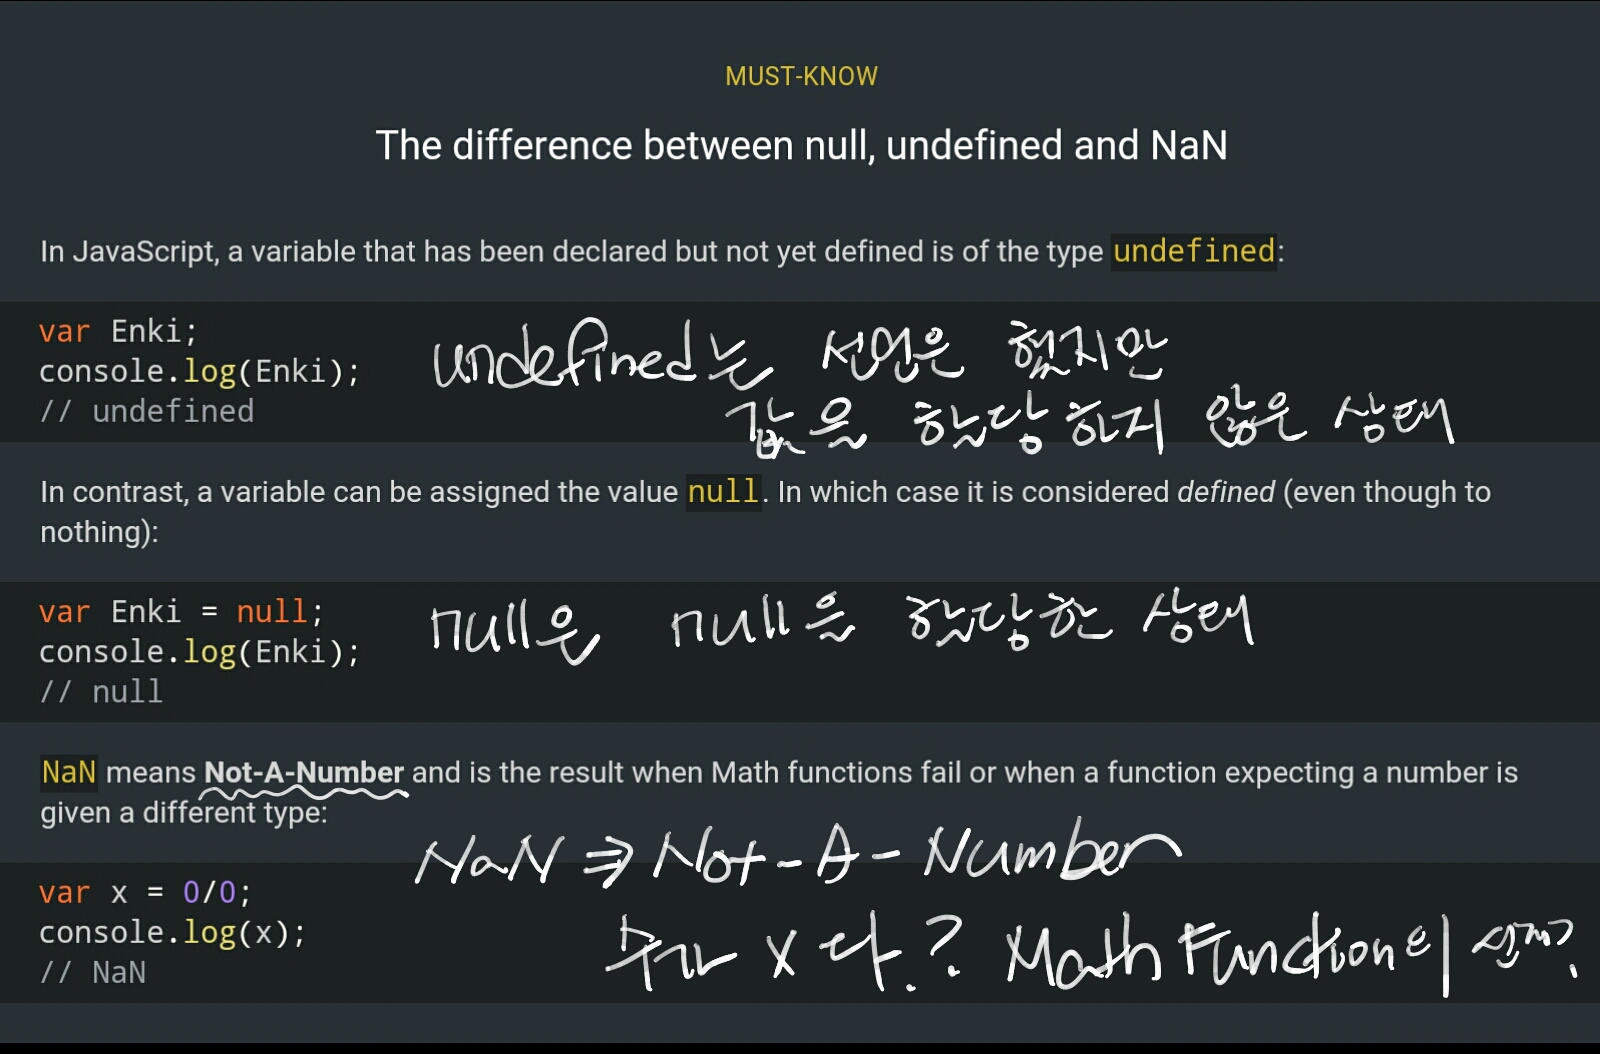 MUST-KNOW
The difference between null, undefined and NaN
In JavaScript, a variable that has been declared but not yet defined is of the type undefined:
var Enki;
console.log(Enki);
// undefined
undefined는 선언은 했지만
값을 할당하지 않은 상태
In contrast, a variable can be assigned the value null. In which case it is considered defined (even though to
nothing):
var Enki = null;
console.log(Enki);
// null
null은 null을 할당한 상태
NaN means Not-A-Number and is the result when Math functions fail or when a function expecting a number is
given a different type:
NaN ⇒ Not-A-Number
var x = 0/0;
console.log(x);
// NaN
x 다? Math Function의